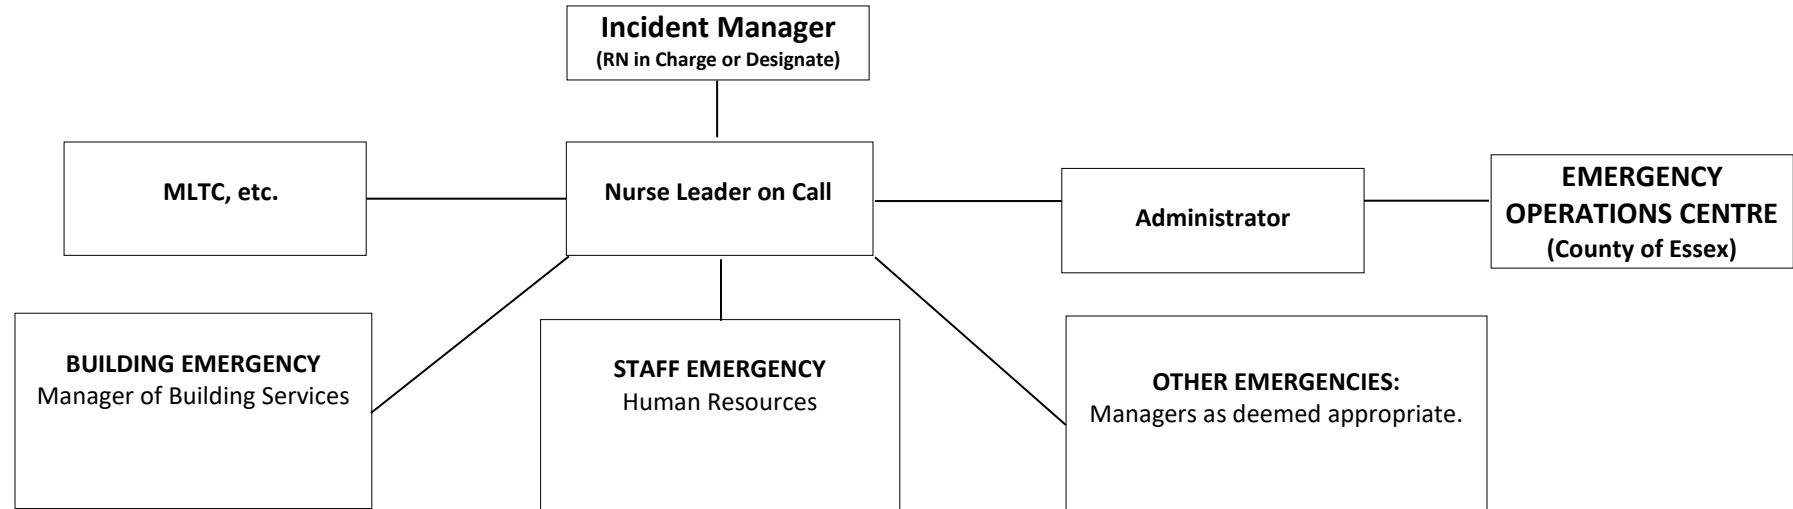 Incident Manager
(RN in Charge or Designate)
MLTC, etc.
Nurse Leader on Call
Administrator
EMERGENCY
OPERATIONS CENTRE
(County of Essex)
BUILDING EMERGENCY
Manager of Building Services
STAFF EMERGENCY
Human Resources
OTHER EMERGENCIES:
Managers as deemed appropriate.